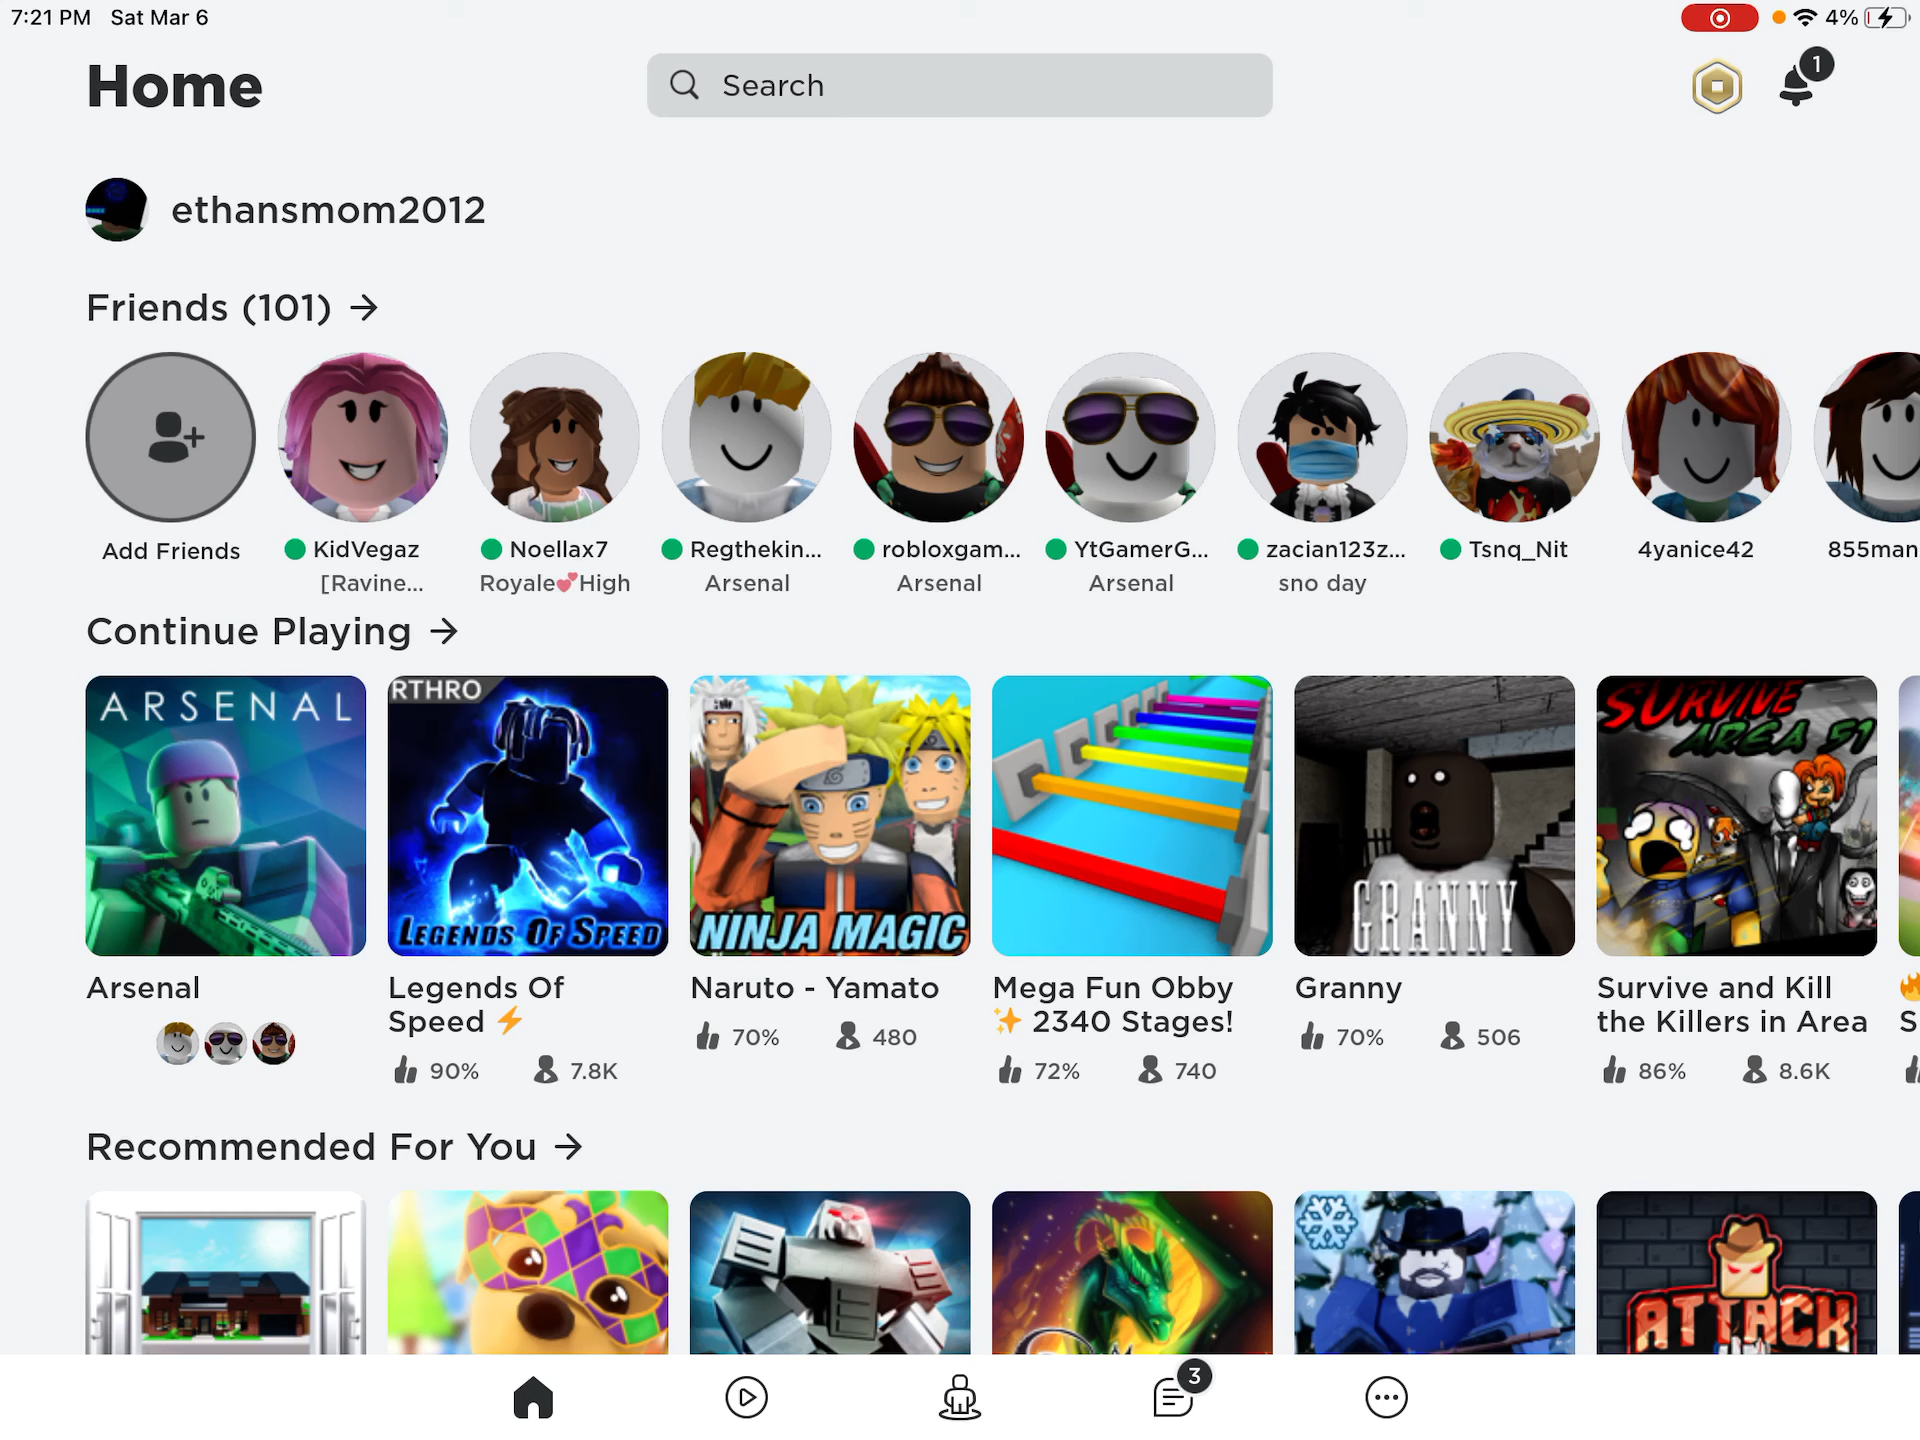 7:21 PM Sat Mar 6
4%
Home
Search
1
ethansmom2012
Friends (101) →
Add Friends
KidVegaz
[Ravine...
Noellax7
Royale💕High
Regthekin...
Arsenal
robloxgam...
Arsenal
YtGamerG...
Arsenal
zacian123z...
sno day
Tsnq_Nit
4yanice42
855man
Continue Playing →
ARSENAL
RTHRO
LEGENDS OF SPEED
NINJA MAGIC
GRANNY
SURVIVE
AREA 51
Arsenal
Legends Of
Speed ⚡
90% 7.8K
Naruto - Yamato
70% 480
Mega Fun Obby
✨ 2340 Stages!
72% 740
Granny
70% 506
Survive and Kill
the Killers in Area
86% 8.6K
🔥
S
Recommended For You →
ATTACK
3